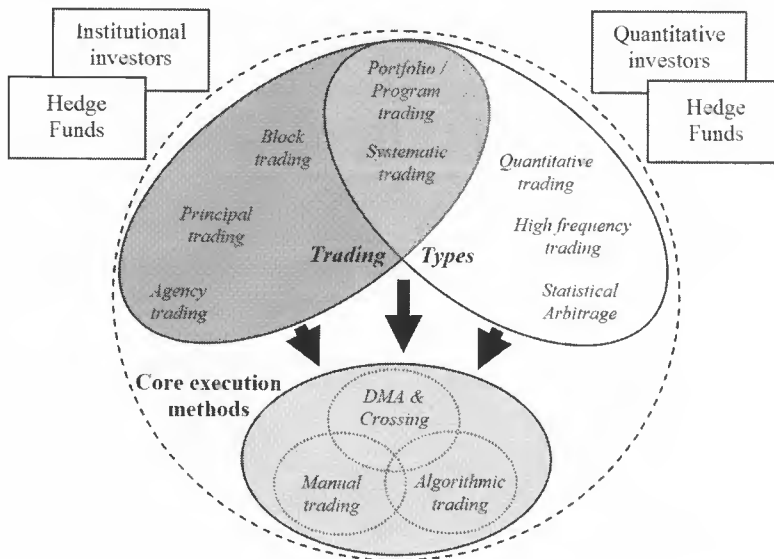 Institutional
investors
Hedge
Funds
Quantitative
investors
Hedge
Funds
Portfolio /
Program
trading
Systematic
trading
Block
trading
Principal
trading
Agency
trading
Quantitative
trading
High frequency
trading
Statistical
Arbitrage
Trading Types
Core execution
methods
DMA &
Crossing
Manual
trading
Algorithmic
trading